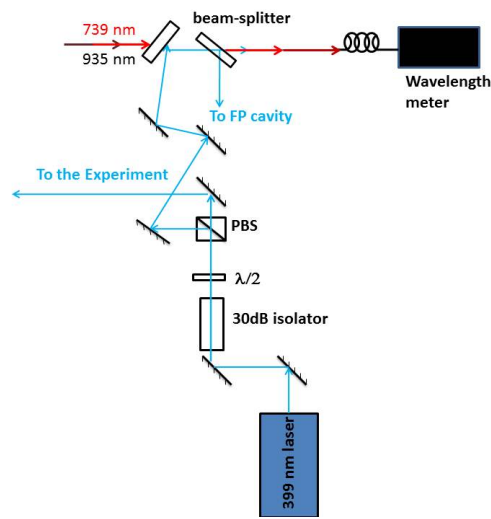 beam-splitter
739 nm
935 nm
Wavelength
meter
To FP cavity
To the Experiment
PBS
λ/2
30dB isolator
399 nm laser